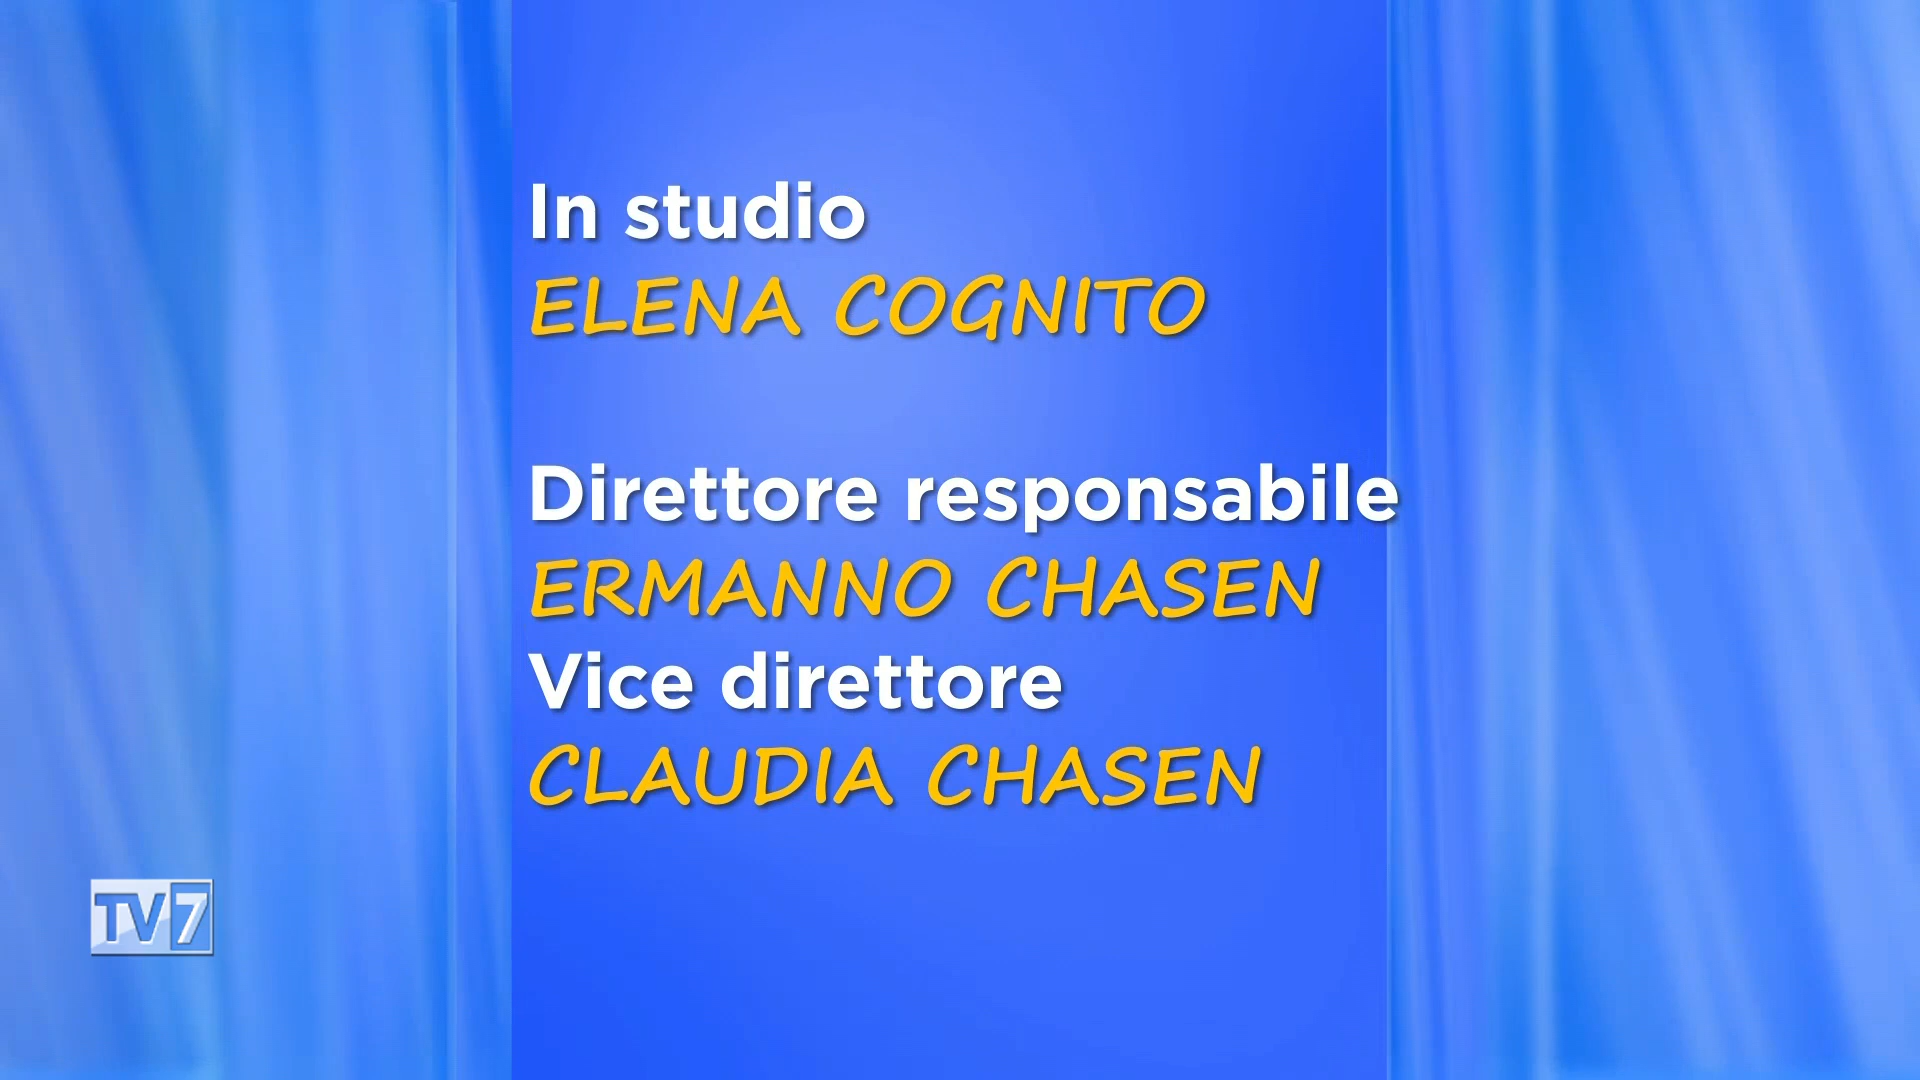 In studio
ELENA COGNITO
Direttore responsabile
ERMANNO CHASEN
Vice direttore
CLAUDIA CHASEN
TV7